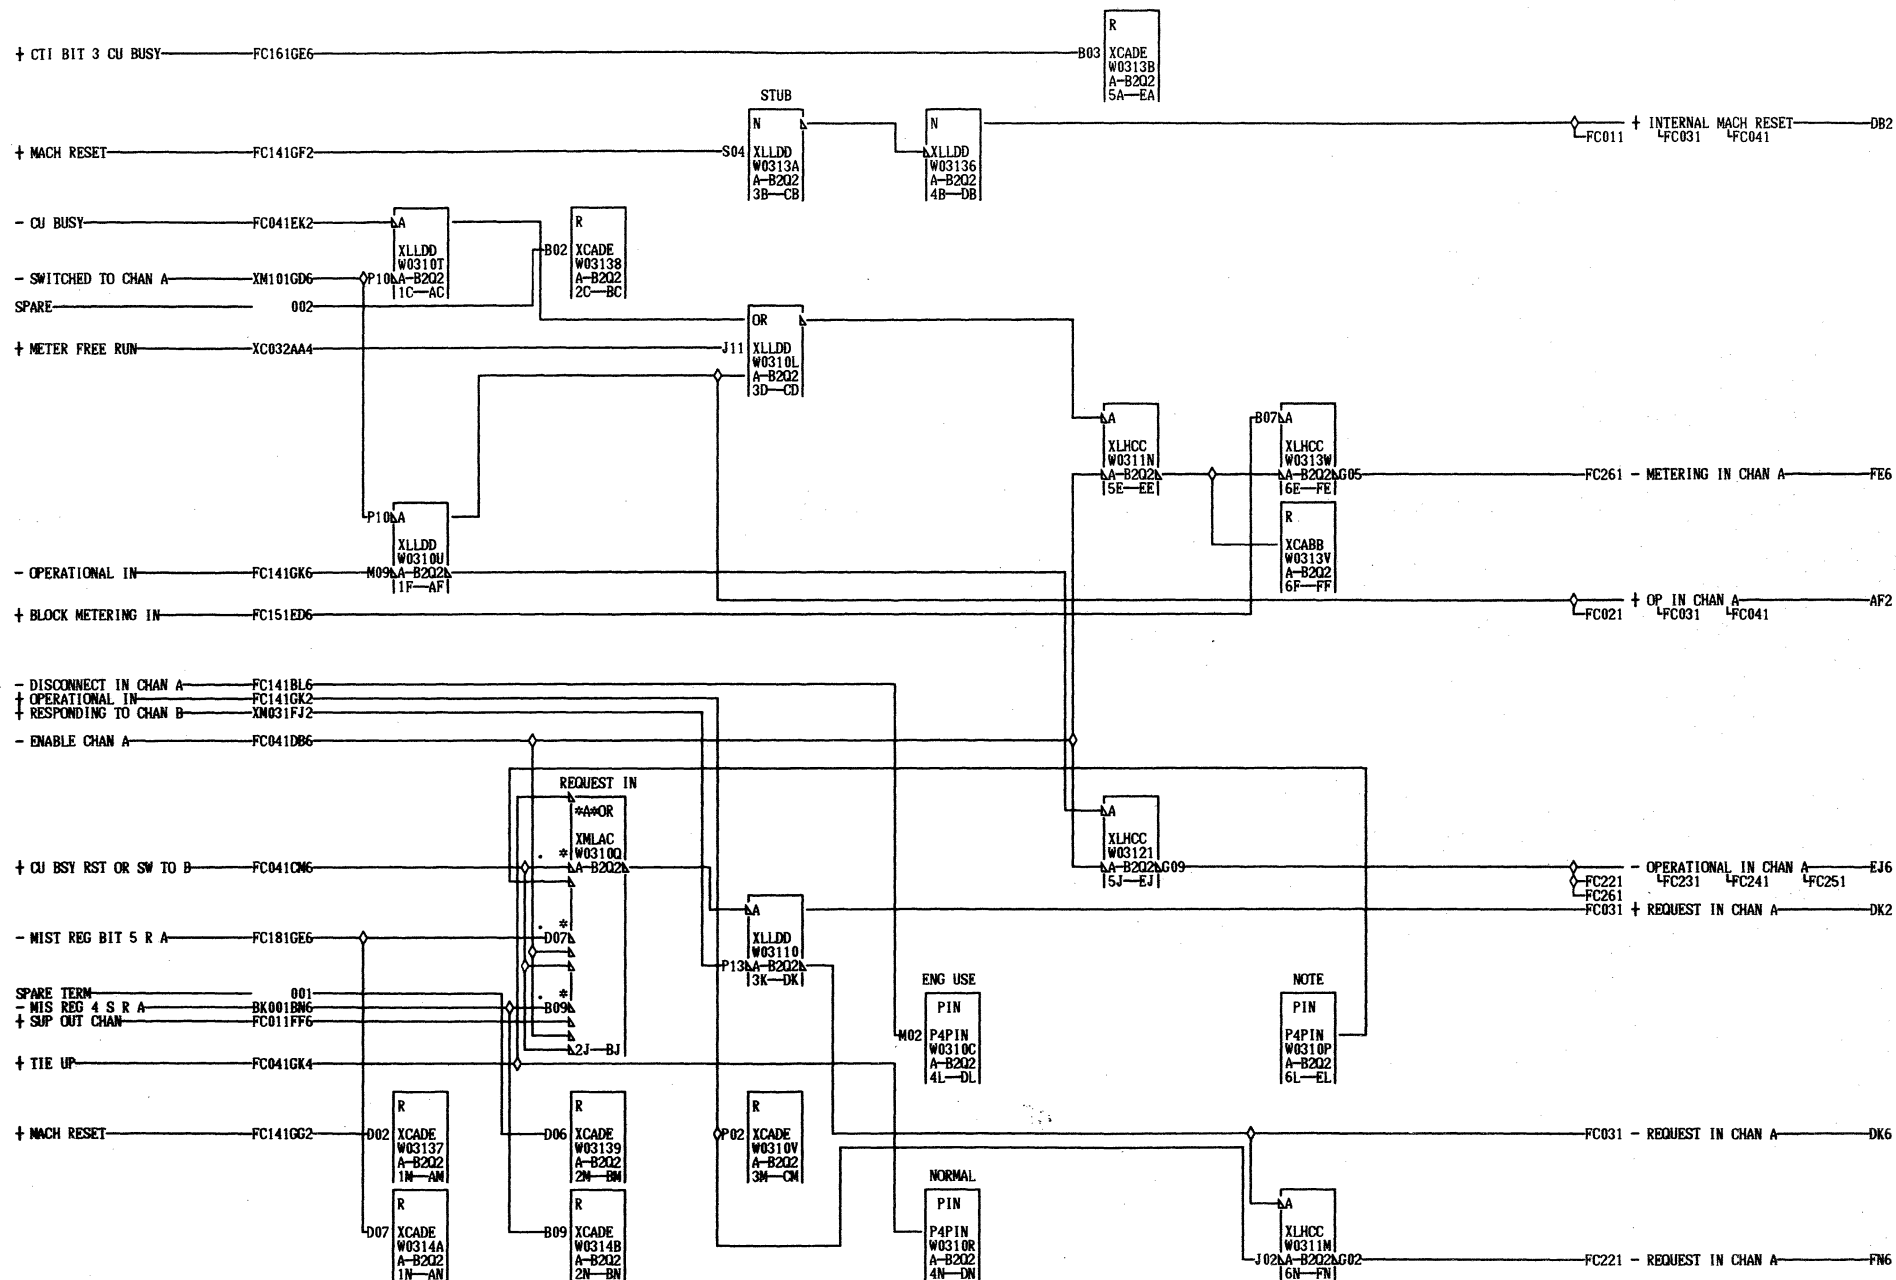 R
+ CTI BIT 3 CU BUSY FC161GE6 B03 XCADE
W0313B
A-B2Q2
5A-EA
STUB
N N
+ INTERNAL MACH RESET DB2
FC011 FC031 FC041
+ MACH RESET FC141GF2 S04 XLLDD XLLDD
W0313A W03136
A-B2Q2 A-B2Q2
3B-CB 4B-DB
- CU BUSY FC041EK2 A R
XLLDD B02 XCADE
W0310T W03138
- SWITCHED TO CHAN A XM101GD6 P10 A-B2Q2 A-B2Q2
1C-AC 2C-BC
SPARE 002
OR
+ METER FREE RUN XC032AA4 J11 XLLDD
W0310L
A-B2Q2
3D-CD
A B07 A
XLHCC XLHCC
W0311N W0313W
A-B2Q2 A-B2Q2 G05 FC261 - METERING IN CHAN A FE6
5E-EE 6E-FE
P10 A R
XLLDD XCABB
W0310U W0313V
- OPERATIONAL IN FC141GK6 M09 A-B2Q2 A-B2Q2
1F-AF 6F-FF
+ OP IN CHAN A AF2
+ BLOCK METERING IN FC151ED6 FC021 FC031 FC041
- DISCONNECT IN CHAN A FC141BL6
+ OPERATIONAL IN FC141GK2
+ RESPONDING TO CHAN B XM031FJ2
- ENABLE CHAN A FC041DB6
REQUEST IN
*A*OR A
XMLAC XLHCC
* W0310Q W03121
+ CU BSY RST OR SW TO B FC041CM6 A-B2Q2 A-B2Q2 G09 - OPERATIONAL IN CHAN A EJ6
5J-EJ FC221 FC231 FC241 FC251
FC261
A FC031 + REQUEST IN CHAN A DK2
*
- MIST REG BIT 5 R A FC181GE6 D07 XLLDD
W03110
P13 A-B2Q2
3K-DK
ENG USE NOTE
SPARE TERM 001 *
- MIS REG 4 S R A BK001BN6 B09 PIN PIN
+ SUP OUT CHAN FC011FF6
M02 P4PIN P4PIN
2J-BJ W0310C W0310P
+ TIE UP FC041GK4 A-B2Q2 A-B2Q2
4L-DL 6L-EL
R R R
+ MACH RESET FC141GG2 D02 XCADE D06 XCADE P02 XCADE FC031 - REQUEST IN CHAN A DK6
W03137 W03139 W0310V
A-B2Q2 A-B2Q2 A-B2Q2
1M-AM 2M-BM 3M-CM
NORMAL
R R PIN A
D07 XCADE B09 XCADE P4PIN XLHCC
W0314A W0314B W0310R W0311M
A-B2Q2 A-B2Q2 A-B2Q2 J02 A-B2Q2 G02 FC221 - REQUEST IN CHAN A FN6
1N-AN 2N-BN 4N-DN 6N-FN